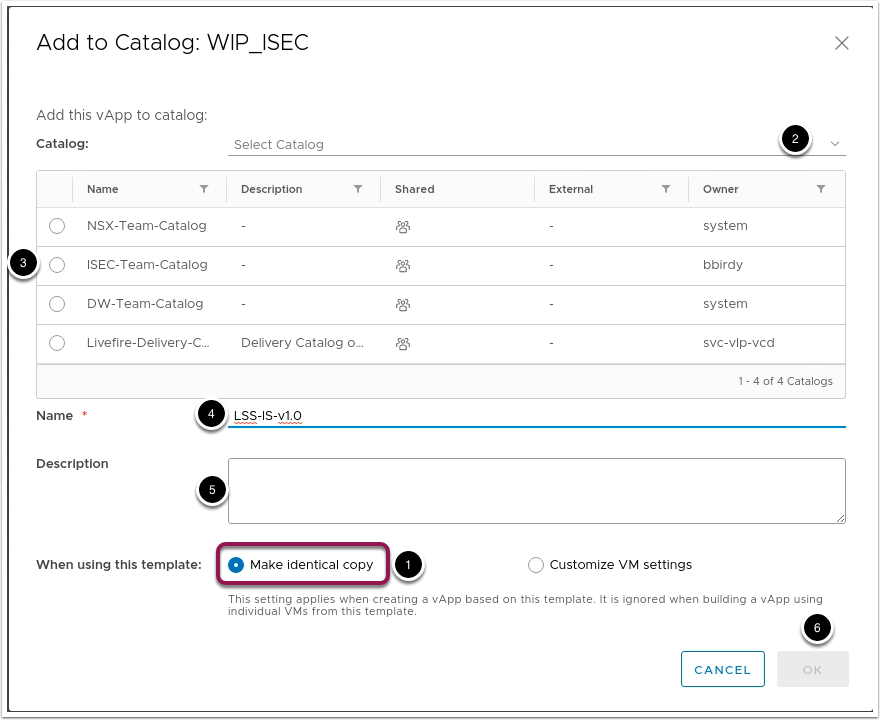 Add to Catalog: WIP_ISEC
Add this vApp to catalog:
Catalog:
Select Catalog
2
Name
Description
Shared
External
Owner
NSX-Team-Catalog - - system
3
ISEC-Team-Catalog - - bbirdy
DW-Team-Catalog - - system
Livefire-Delivery-C... Delivery Catalog o... - svc-vlp-vcd
1 - 4 of 4 Catalogs
Name *
4
LSS-IS-v1.0
Description
5
When using this template:
Make identical copy
1
Customize VM settings
This setting applies when creating a vApp based on this template. It is ignored when building a vApp using
individual VMs from this template.
6
CANCEL
OK